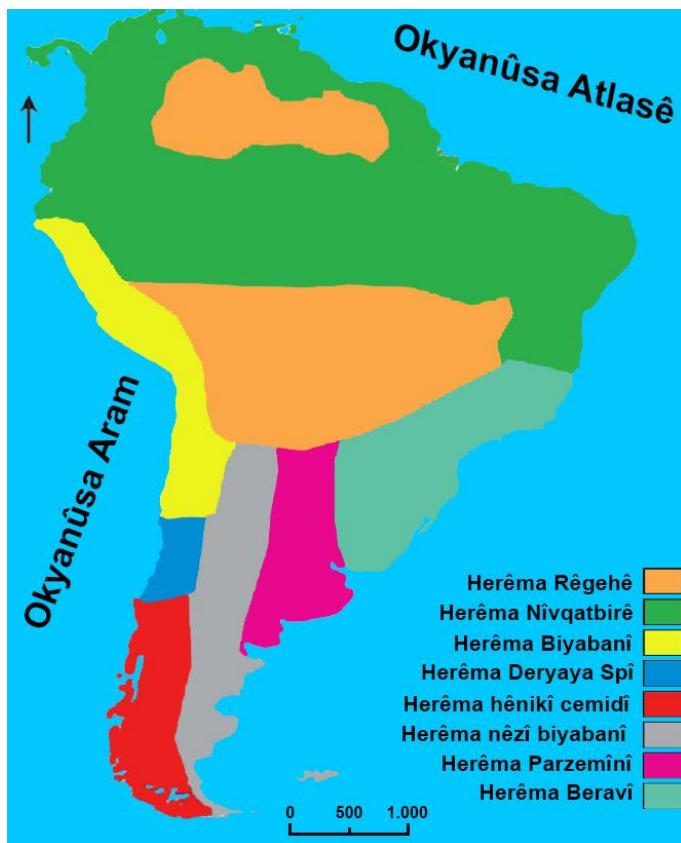 Okyanûsa Atlasê
Okyanûsa Aram
Herêma Rêgehê
Herêma Nîvqatbirê
Herêma Biyabanî
Herêma Deryaya Spî
Herêma hênikî cemidî
Herêma nêzî biyabanî
Herêma Parzemînî
Herêma Beravî
0 500 1.000